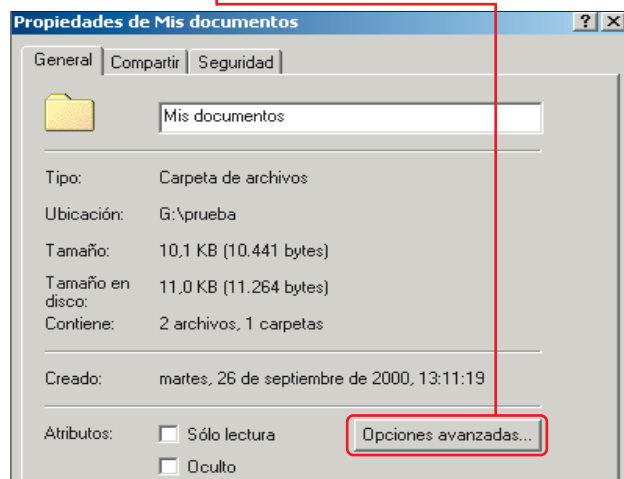 Propiedades de Mis documentos
General Compartir Seguridad
Mis documentos
Tipo: Carpeta de archivos
Ubicación: G:\prueba
Tamaño: 10,1 KB (10.441 bytes)
Tamaño en disco: 11,0 KB (11.264 bytes)
Contiene: 2 archivos, 1 carpetas
Creado: martes, 26 de septiembre de 2000, 13:11:19
Atributos: Sólo lectura Opciones avanzadas...
Oculto